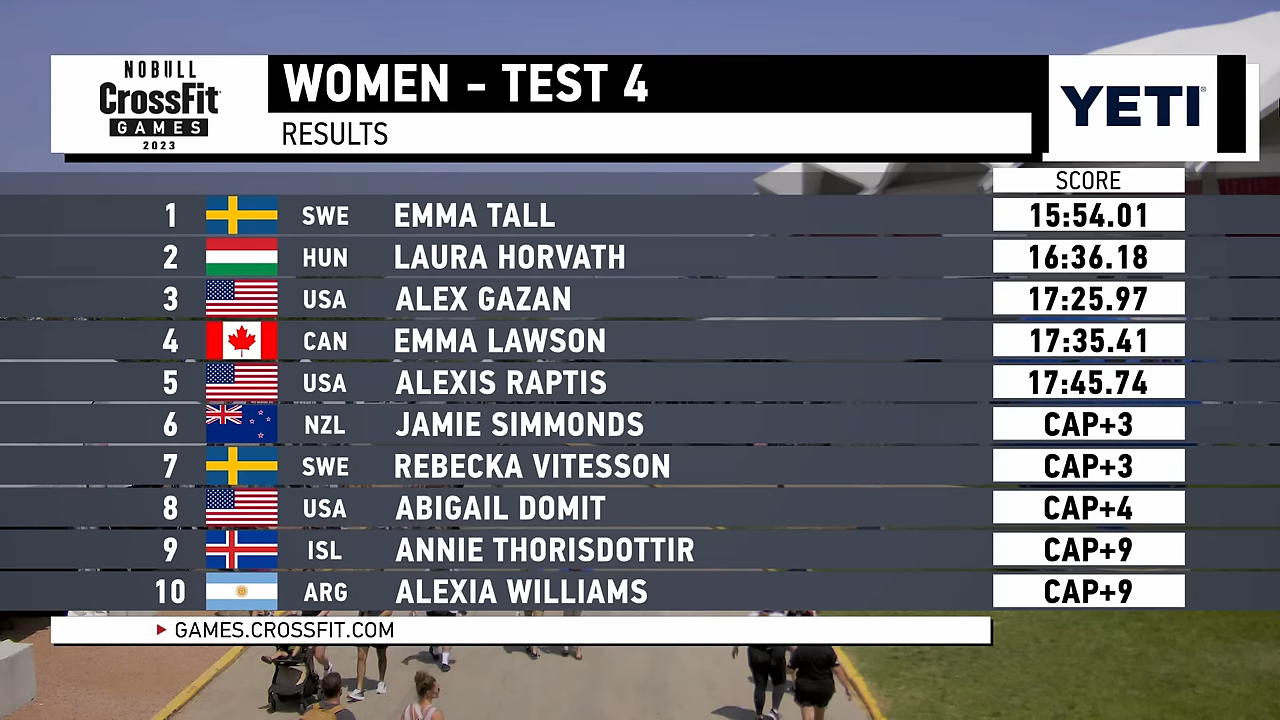 NOBULL
CrossFit
GAMES
2023
WOMEN - TEST 4
RESULTS
YETI
SCORE
1 SWE EMMA TALL 15:54.01
2 HUN LAURA HORVATH 16:36.18
3 USA ALEX GAZAN 17:25.97
4 CAN EMMA LAWSON 17:35.41
5 USA ALEXIS RAPTIS 17:45.74
6 NZL JAMIE SIMMONDS CAP+3
7 SWE REBECKA VITESSON CAP+3
8 USA ABIGAIL DOMIT CAP+4
9 ISL ANNIE THORISDOTTIR CAP+9
10 ARG ALEXIA WILLIAMS CAP+9
GAMES.CROSSFIT.COM